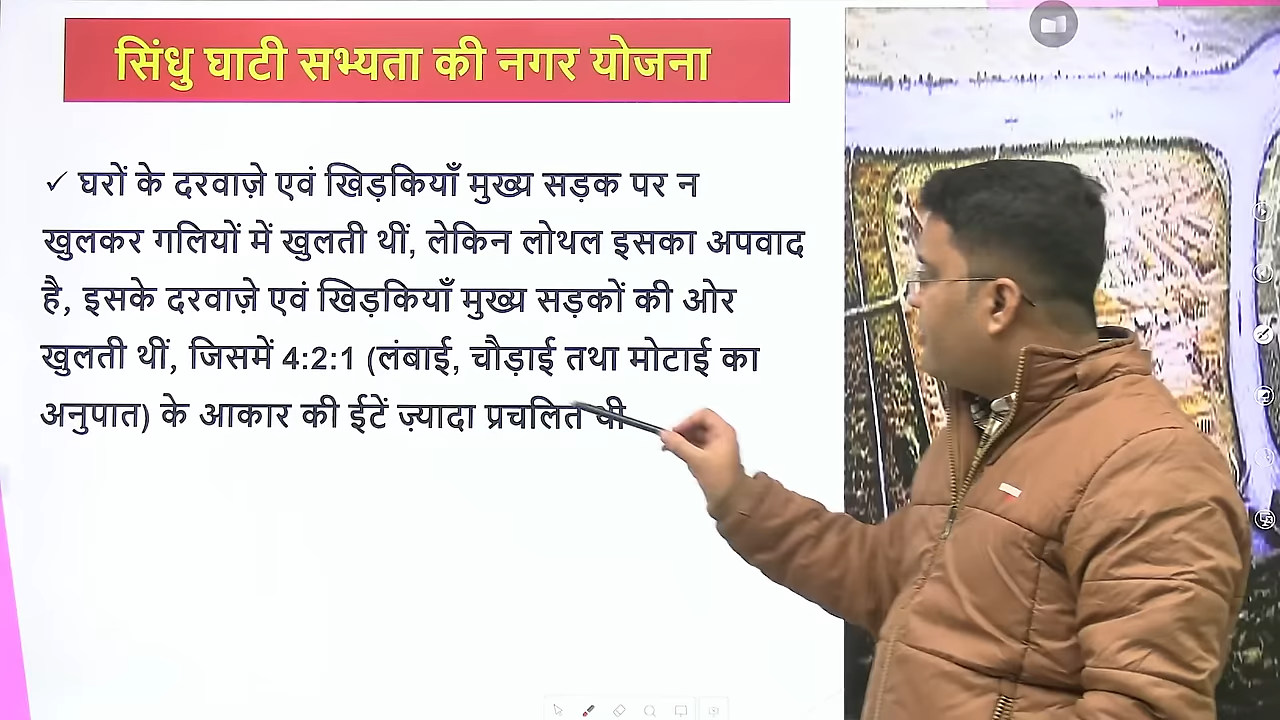 सिंधु घाटी सभ्यता की नगर योजना
✓ घरों के दरवाज़े एवं खिड़कियाँ मुख्य सड़क पर न
खुलकर गलियों में खुलती थीं, लेकिन लोथल इसका अपवाद
है, इसके दरवाज़े एवं खिड़कियाँ मुख्य सड़कों की ओर
खुलती थीं, जिसमें 4:2:1 (लंबाई, चौड़ाई तथा मोटाई का
अनुपात) के आकार की ईटें ज़्यादा प्रचलित थी